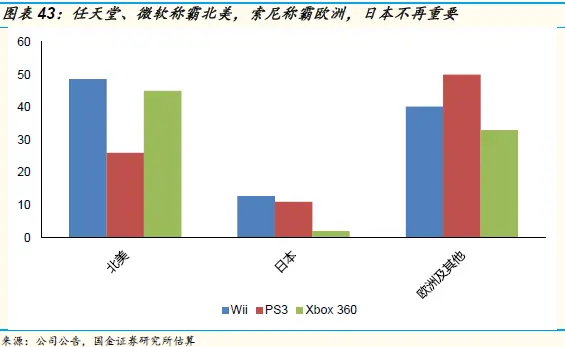 图表 43：任天堂、微软称霸北美，索尼称霸欧洲，日本不再重要
60
50
40
30
20
10
0
北美
日本
欧洲及其他
Wii PS3 Xbox 360
来源：公司公告，国金证券研究所估算